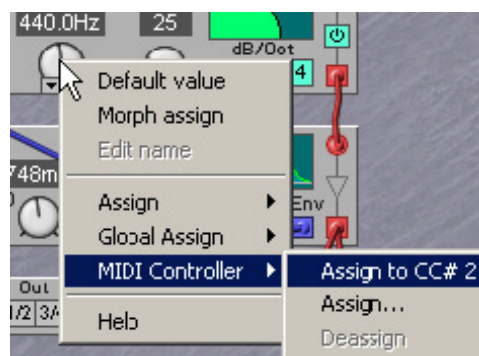 440.0Hz 25
dB/Oct
4
Default value
Morph assign
Edit name
748m
Assign
Env
Global Assign
MIDI Controller
Assign to CC# 2
Out
Assign...
1/2 3/4
Help
Deassign